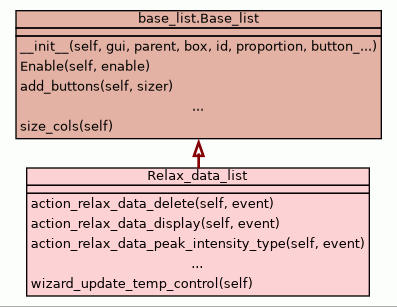 base_list.Base_list
__init__(self, gui, parent, box, id, proportion, button_...)
Enable(self, enable)
add_buttons(self, sizer)
...
size_cols(self)
Relax_data_list
action_relax_data_delete(self, event)
action_relax_data_display(self, event)
action_relax_data_peak_intensity_type(self, event)
...
wizard_update_temp_control(self)